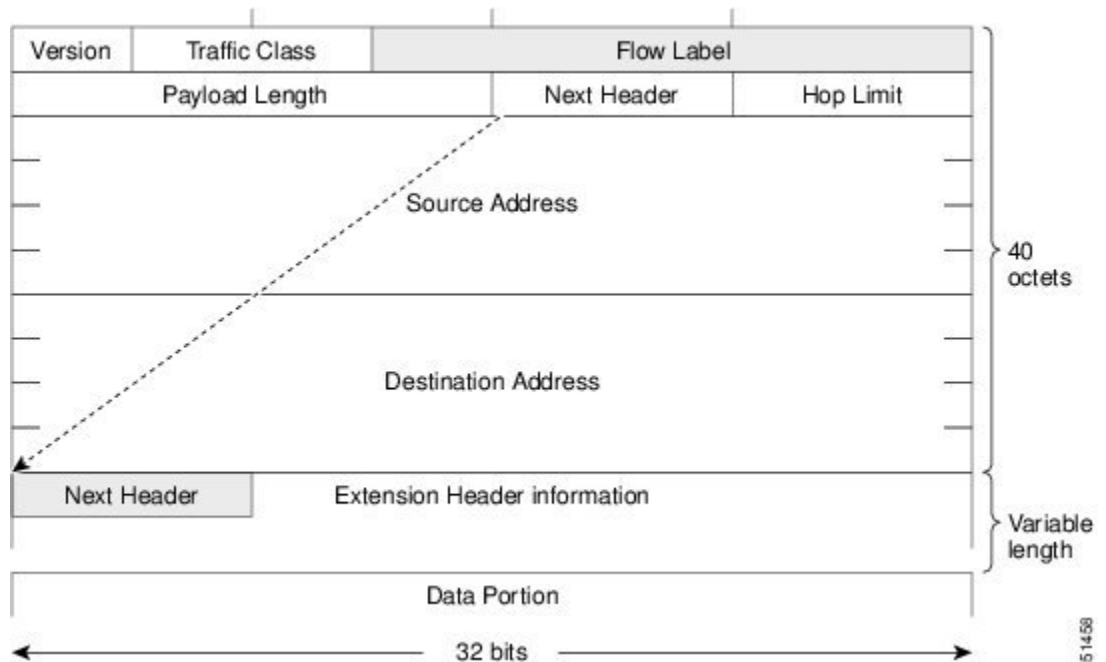 Version Traffic Class Flow Label
Payload Length Next Header Hop Limit
Source Address
40
octets
Destination Address
Next Header Extension Header information
Variable
length
Data Portion
32 bits
51458